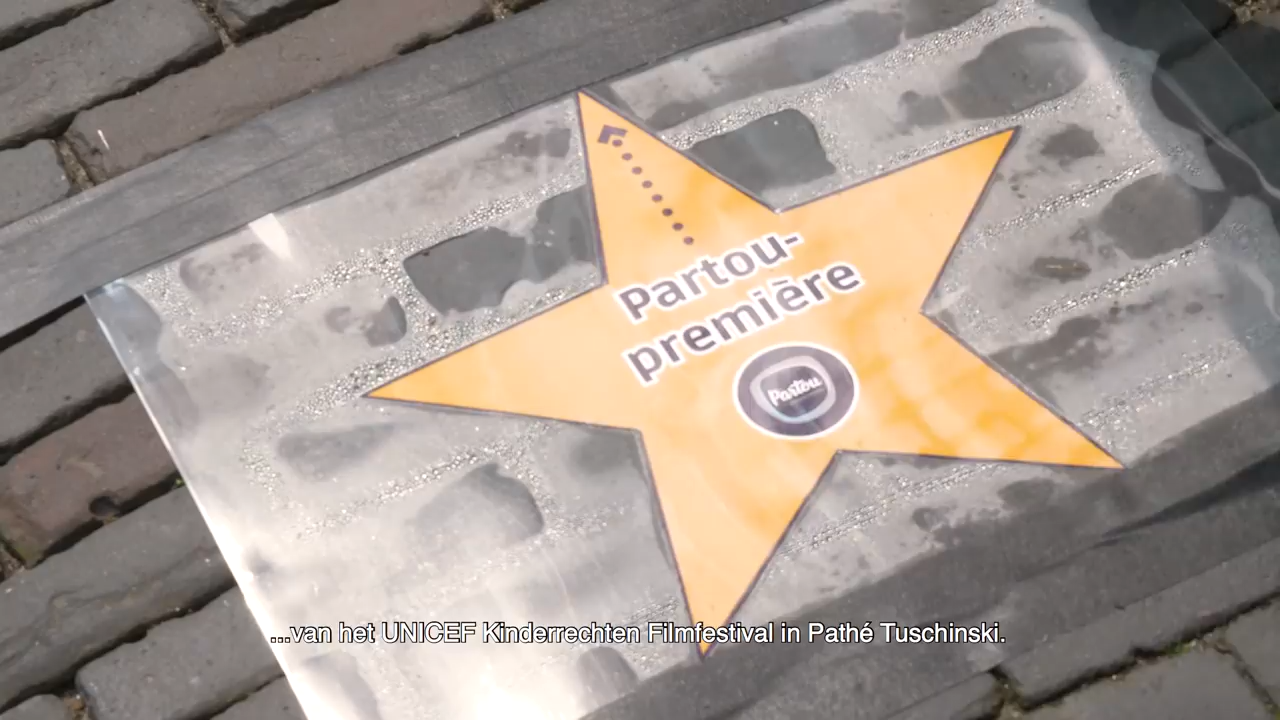 Partou-
première
Partou
...van het UNICEF Kinderrechten Filmfestival in Pathé Tuschinski.